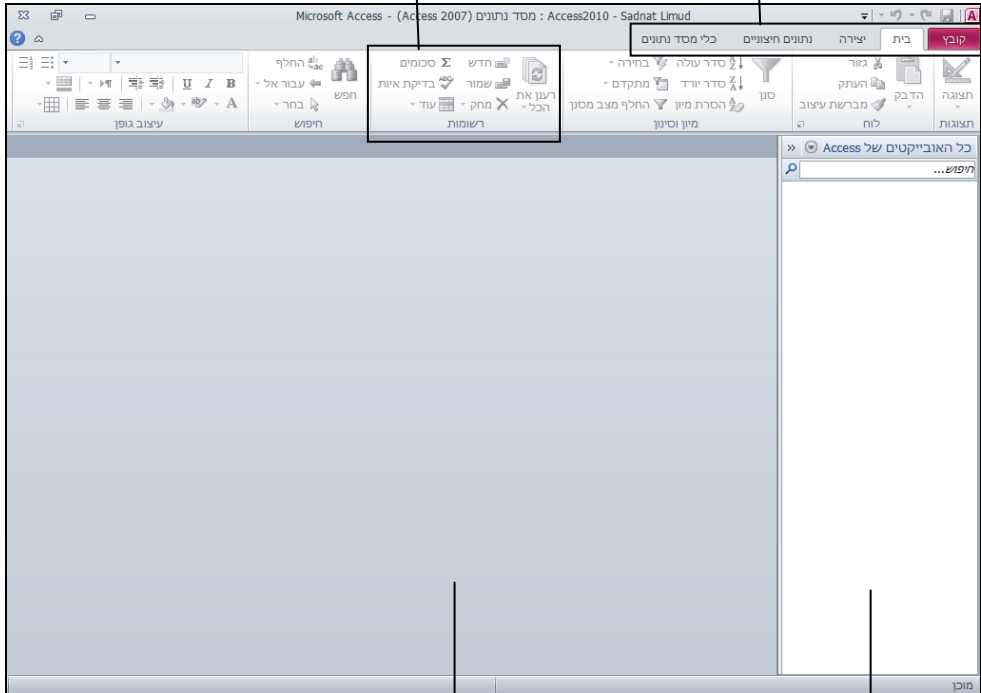 Microsoft Access - (Access 2007) מסד נתונים : Access2010 - Sadnat Limud
קובץ בית יצירה נתונים חיצוניים כלי מסד נתונים
תצוגה
הדבק
גזור
העתק
מברשת עיצוב
סנן
סדר עולה
סדר יורד
הסרת מיון
בחירה
מתקדם
החלף מצב מסנן
רענן את הכל
חדש
שמור
מחק
סכומים
בדיקת איות
עוד
חפש
החלף
עבור אל
בחר
תצוגות לוח מיון וסינון רשומות חיפוש עיצוב גופן
כל האובייקטים של Access
חיפוש...
מוכן